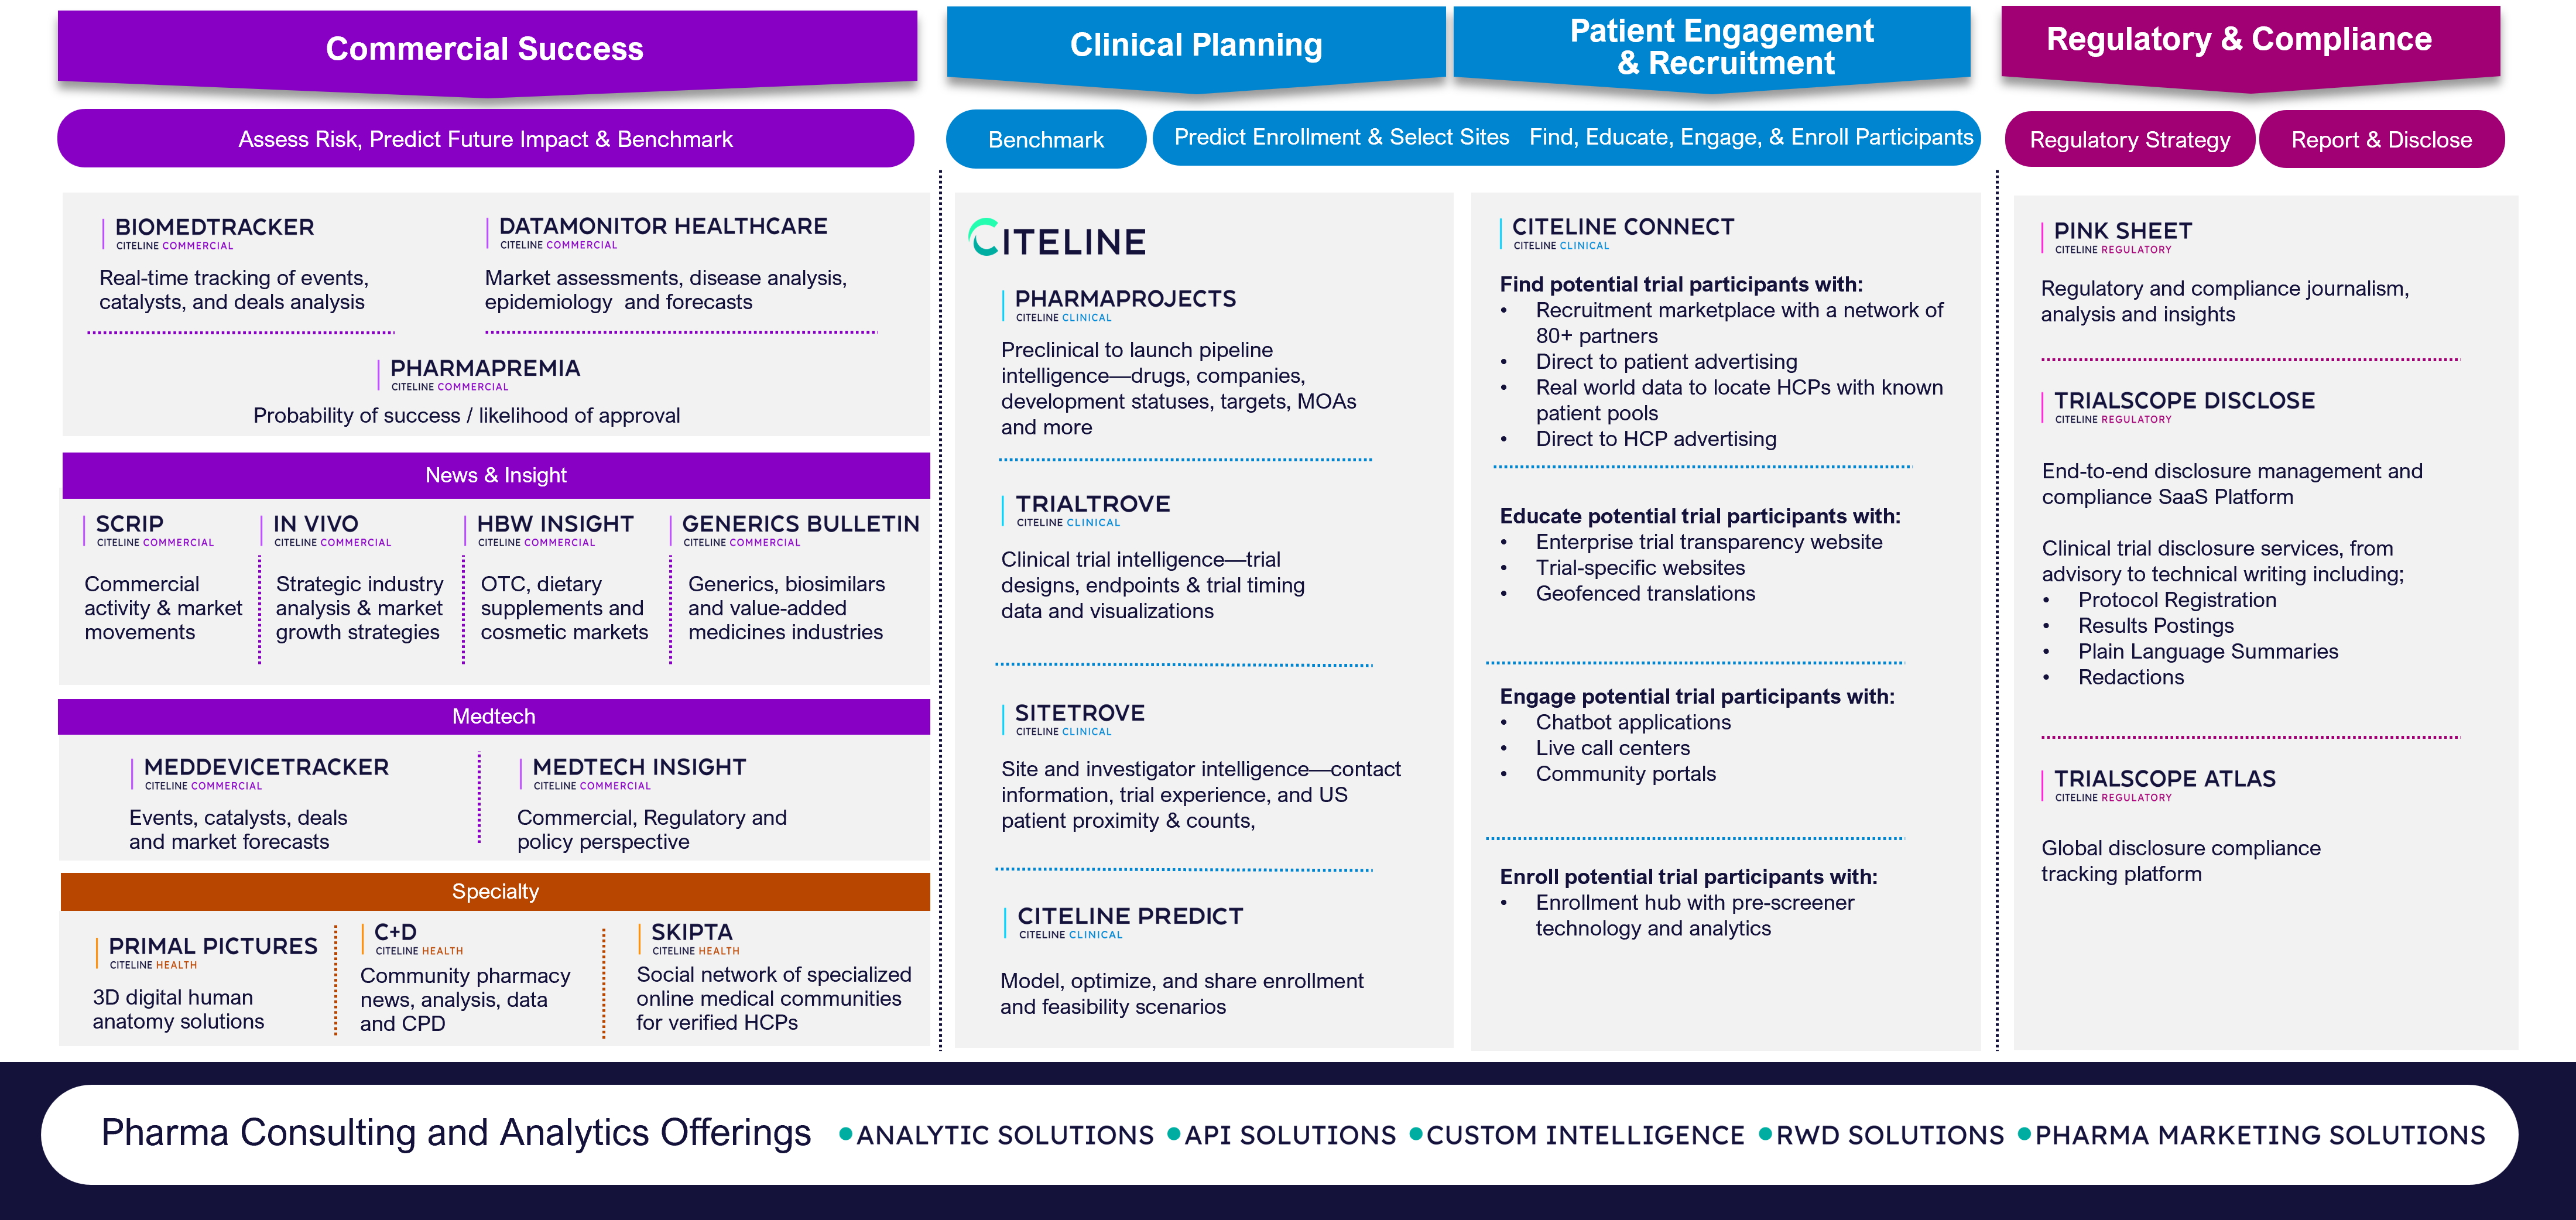 Commercial Success
Assess Risk, Predict Future Impact & Benchmark
BIOMEDTRACKER
CITELINE COMMERCIAL
Real-time tracking of events,
catalysts, and deals analysis
DATAMONITOR HEALTHCARE
CITELINE COMMERCIAL
Market assessments, disease analysis,
epidemiology and forecasts
PHARMAPREMIA
CITELINE COMMERCIAL
Probability of success / likelihood of approval
News & Insight
SCRIP
CITELINE COMMERCIAL
Commercial
activity & market
movements
IN VIVO
CITELINE COMMERCIAL
Strategic industry
analysis & market
growth strategies
HBW INSIGHT
CITELINE COMMERCIAL
OTC, dietary
supplements and
cosmetic markets
GENERICS BULLETIN
CITELINE COMMERCIAL
Generics, biosimilars
and value-added
medicines industries
Medtech
MEDDEVICETRACKER
CITELINE COMMERCIAL
Events, catalysts, deals
and market forecasts
MEDTECH INSIGHT
CITELINE COMMERCIAL
Commercial, Regulatory and
policy perspective
Specialty
PRIMAL PICTURES
CITELINE HEALTH
3D digital human
anatomy solutions
C+D
CITELINE HEALTH
Community pharmacy
news, analysis, data
and CPD
SKIPTA
CITELINE HEALTH
Social network of specialized
online medical communities
for verified HCPs
Clinical Planning
Patient Engagement
& Recruitment
Benchmark
Predict Enrollment & Select Sites
Find, Educate, Engage, & Enroll Participants
CITELINE
PHARMAPROJECTS
CITELINE CLINICAL
Preclinical to launch pipeline
intelligence—drugs, companies,
development statuses, targets, MOAs
and more
TRIALTROVE
CITELINE CLINICAL
Clinical trial intelligence—trial
designs, endpoints & trial timing
data and visualizations
SITETROVE
CITELINE CLINICAL
Site and investigator intelligence—contact
information, trial experience, and US
patient proximity & counts,
CITELINE PREDICT
CITELINE CLINICAL
Model, optimize, and share enrollment
and feasibility scenarios
CITELINE CONNECT
CITELINE CLINICAL
Find potential trial participants with:
• Recruitment marketplace with a network of
80+ partners
• Direct to patient advertising
• Real world data to locate HCPs with known
patient pools
• Direct to HCP advertising
Educate potential trial participants with:
• Enterprise trial transparency website
• Trial-specific websites
• Geofenced translations
Engage potential trial participants with:
• Chatbot applications
• Live call centers
• Community portals
Enroll potential trial participants with:
• Enrollment hub with pre-screener
technology and analytics
Regulatory & Compliance
Regulatory Strategy
Report & Disclose
PINK SHEET
CITELINE REGULATORY
Regulatory and compliance journalism,
analysis and insights
TRIALSCOPE DISCLOSE
CITELINE REGULATORY
End-to-end disclosure management and
compliance SaaS Platform
Clinical trial disclosure services, from
advisory to technical writing including;
• Protocol Registration
• Results Postings
• Plain Language Summaries
• Redactions
TRIALSCOPE ATLAS
CITELINE REGULATORY
Global disclosure compliance
tracking platform
Pharma Consulting and Analytics Offerings
•ANALYTIC SOLUTIONS •API SOLUTIONS •CUSTOM INTELLIGENCE •RWD SOLUTIONS •PHARMA MARKETING SOLUTIONS